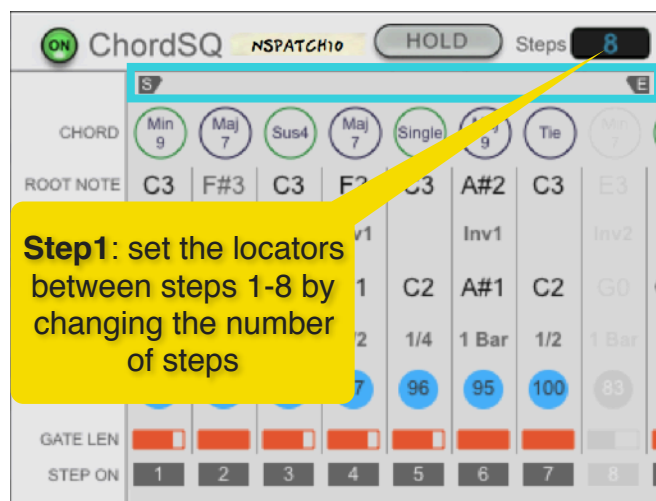 ON ChordSQ NSPATCH10 HOLD Steps 8
S E
CHORD Min 9 Maj 7 Sus4 Maj 7 Single 9 Tie Min 7
ROOT NOTE C3 F#3 C3 C3 A#2 C3 E3
Inv1 Inv2
Step1: set the locators
between steps 1-8 by
changing the number
of steps
1 C2 A#1 C2 G0
1/4 1 Bar 1/2 1 Bar
96 95 100 83
GATE LEN
STEP ON 1 2 3 4 5 6 7 8